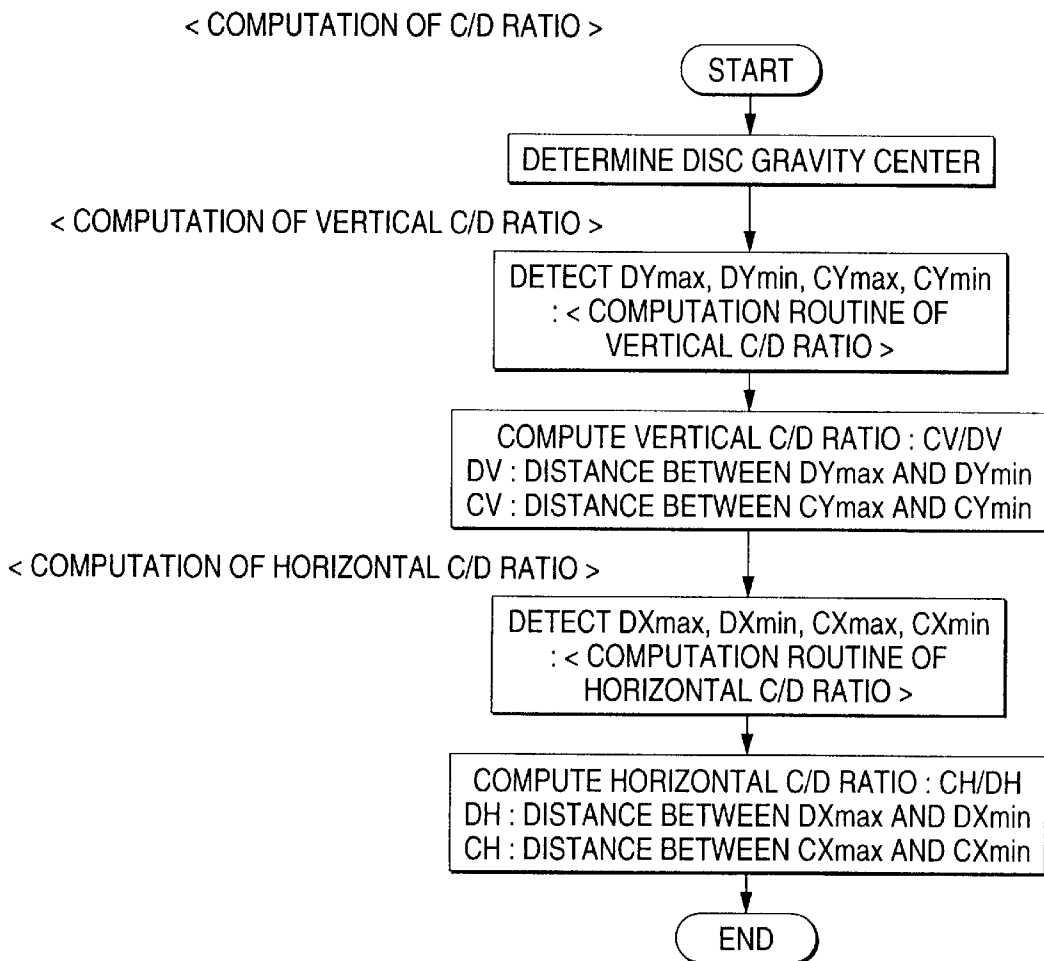 < COMPUTATION OF C/D RATIO >
START
DETERMINE DISC GRAVITY CENTER
< COMPUTATION OF VERTICAL C/D RATIO >
DETECT DYmax, DYmin, CYmax, CYmin
: < COMPUTATION ROUTINE OF
VERTICAL C/D RATIO >
COMPUTE VERTICAL C/D RATIO : CV/DV
DV : DISTANCE BETWEEN DYmax AND DYmin
CV : DISTANCE BETWEEN CYmax AND CYmin
< COMPUTATION OF HORIZONTAL C/D RATIO >
DETECT DXmax, DXmin, CXmax, CXmin
: < COMPUTATION ROUTINE OF
HORIZONTAL C/D RATIO >
COMPUTE HORIZONTAL C/D RATIO : CH/DH
DH : DISTANCE BETWEEN DXmax AND DXmin
CH : DISTANCE BETWEEN CXmax AND CXmin
END